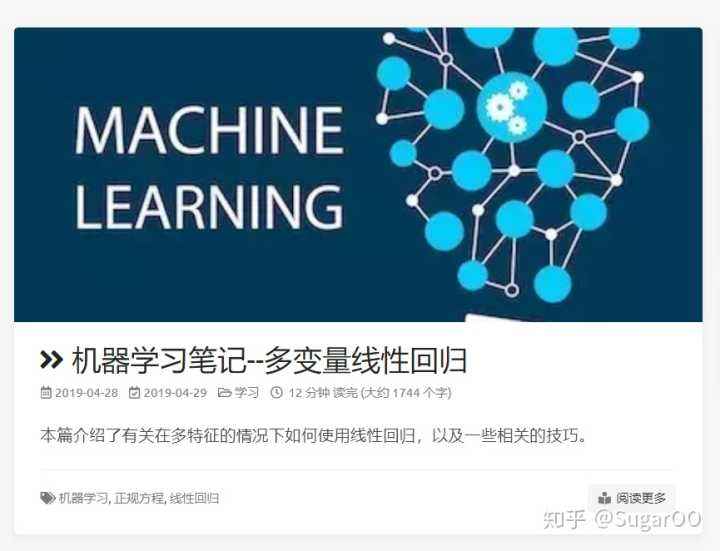 MACHINE
LEARNING
机器学习笔记--多变量线性回归
2019-04-28 2019-04-29 学习 12 分钟 读完 (大约 1744 个字)
本篇介绍了有关在多特征的情况下如何使用线性回归，以及一些相关的技巧。
机器学习, 正规方程, 线性回归 阅读更多
知乎 @SugarOO